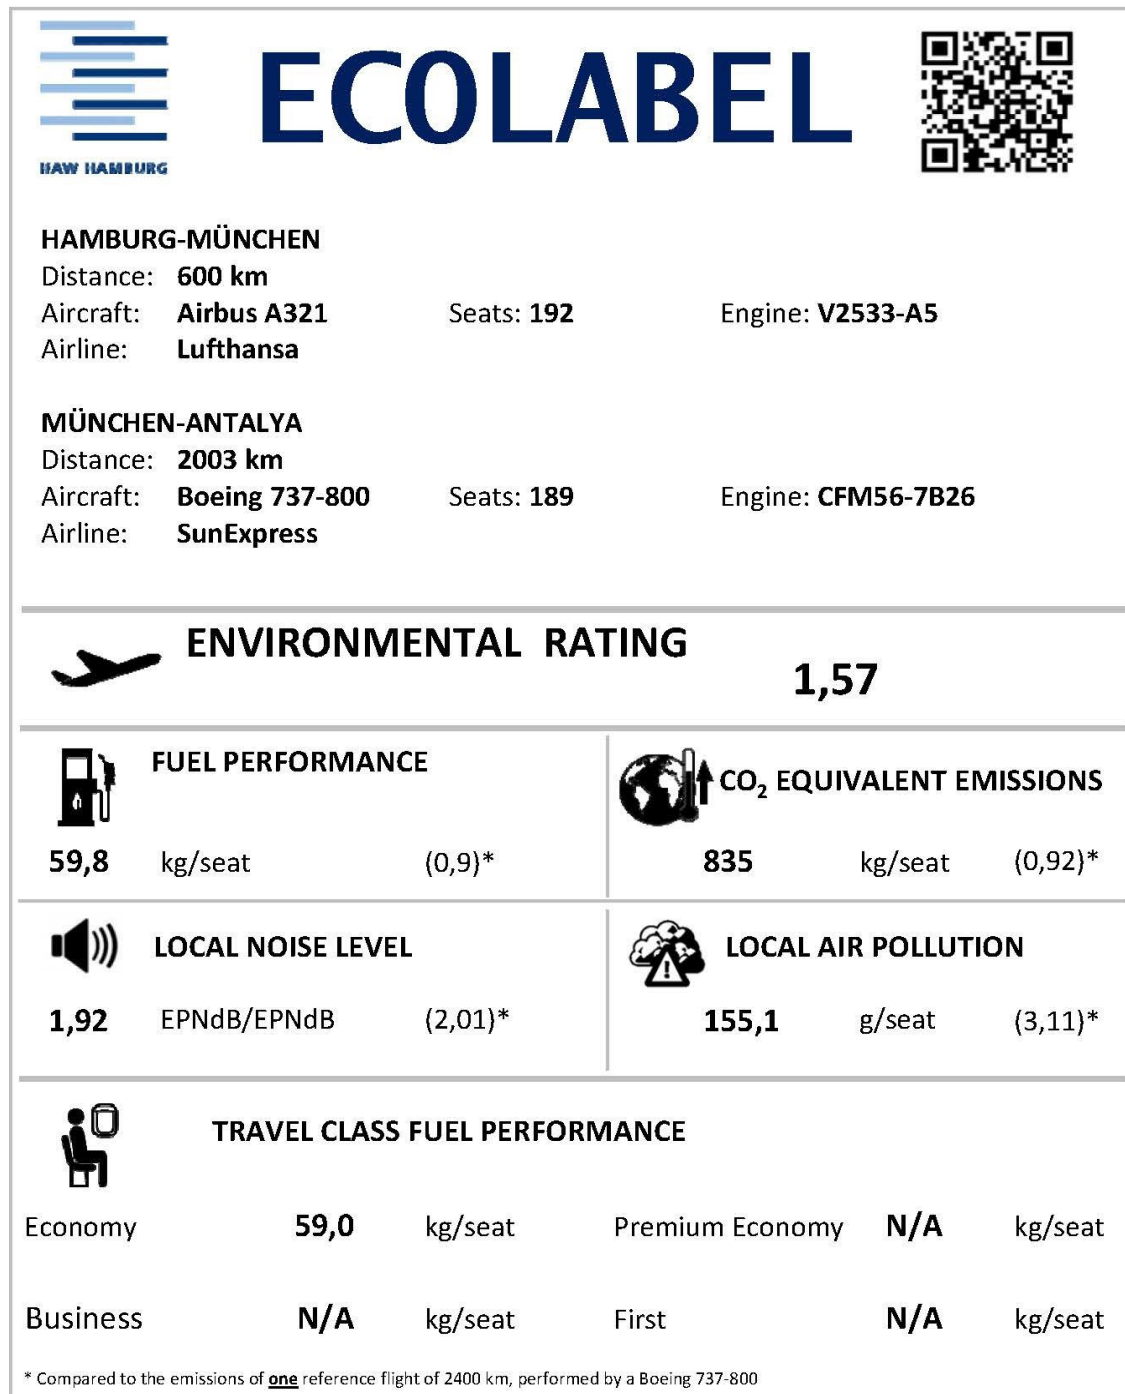 HAW HAMBURG
ECOLABEL
HAMBURG-MÜNCHEN
Distance: 600 km
Aircraft: Airbus A321 Seats: 192 Engine: V2533-A5
Airline: Lufthansa
MÜNCHEN-ANTALYA
Distance: 2003 km
Aircraft: Boeing 737-800 Seats: 189 Engine: CFM56-7B26
Airline: SunExpress
ENVIRONMENTAL RATING
1,57
FUEL PERFORMANCE
59,8 kg/seat (0,9)*
CO₂ EQUIVALENT EMISSIONS
835 kg/seat (0,92)*
LOCAL NOISE LEVEL
1,92 EPNdB/EPNdB (2,01)*
LOCAL AIR POLLUTION
155,1 g/seat (3,11)*
TRAVEL CLASS FUEL PERFORMANCE
Economy 59,0 kg/seat Premium Economy N/A kg/seat
Business N/A kg/seat First N/A kg/seat
* Compared to the emissions of one reference flight of 2400 km, performed by a Boeing 737-800